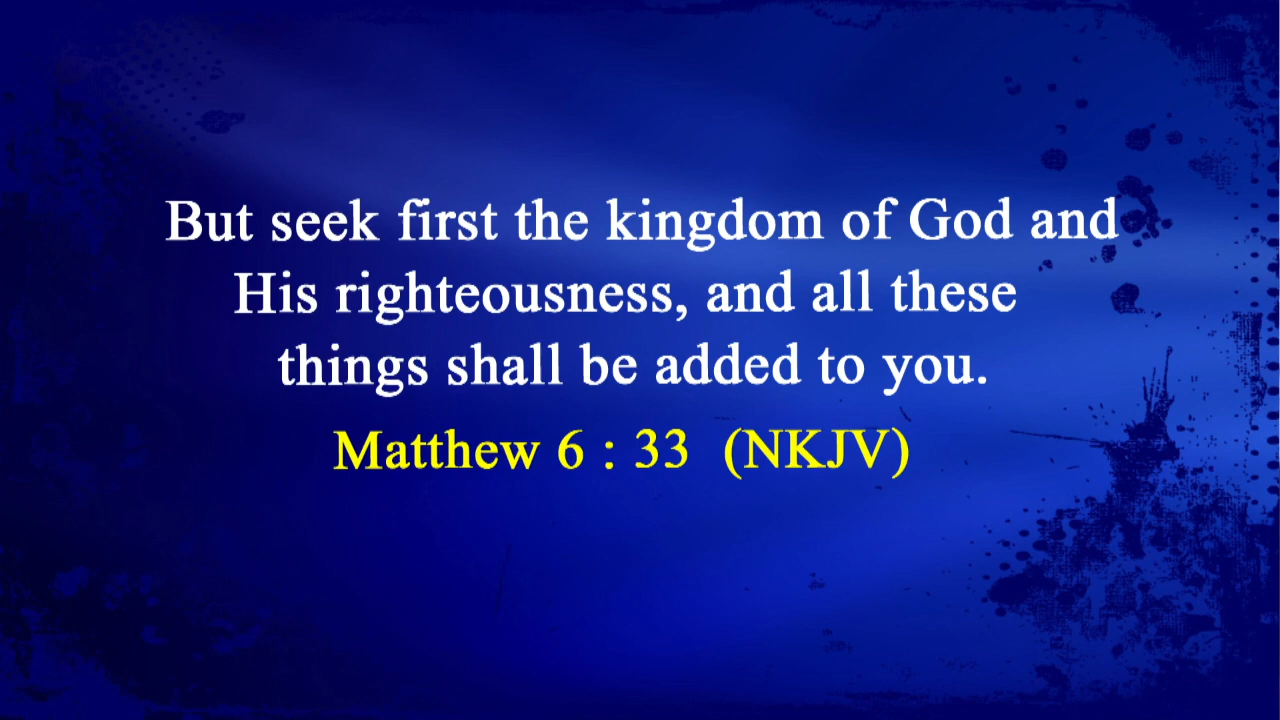 But seek first the kingdom of God and
His righteousness, and all these
things shall be added to you.
Matthew 6 : 33 (NKJV)